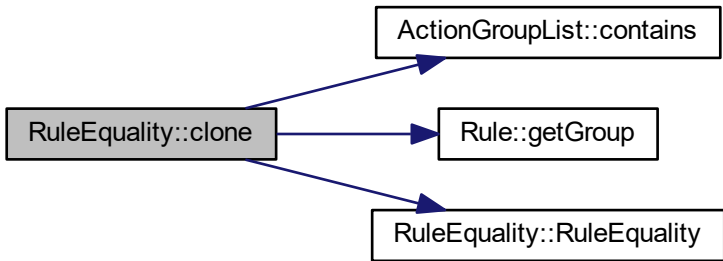 ActionGroupList::contains
RuleEquality::clone
Rule::getGroup
RuleEquality::RuleEquality